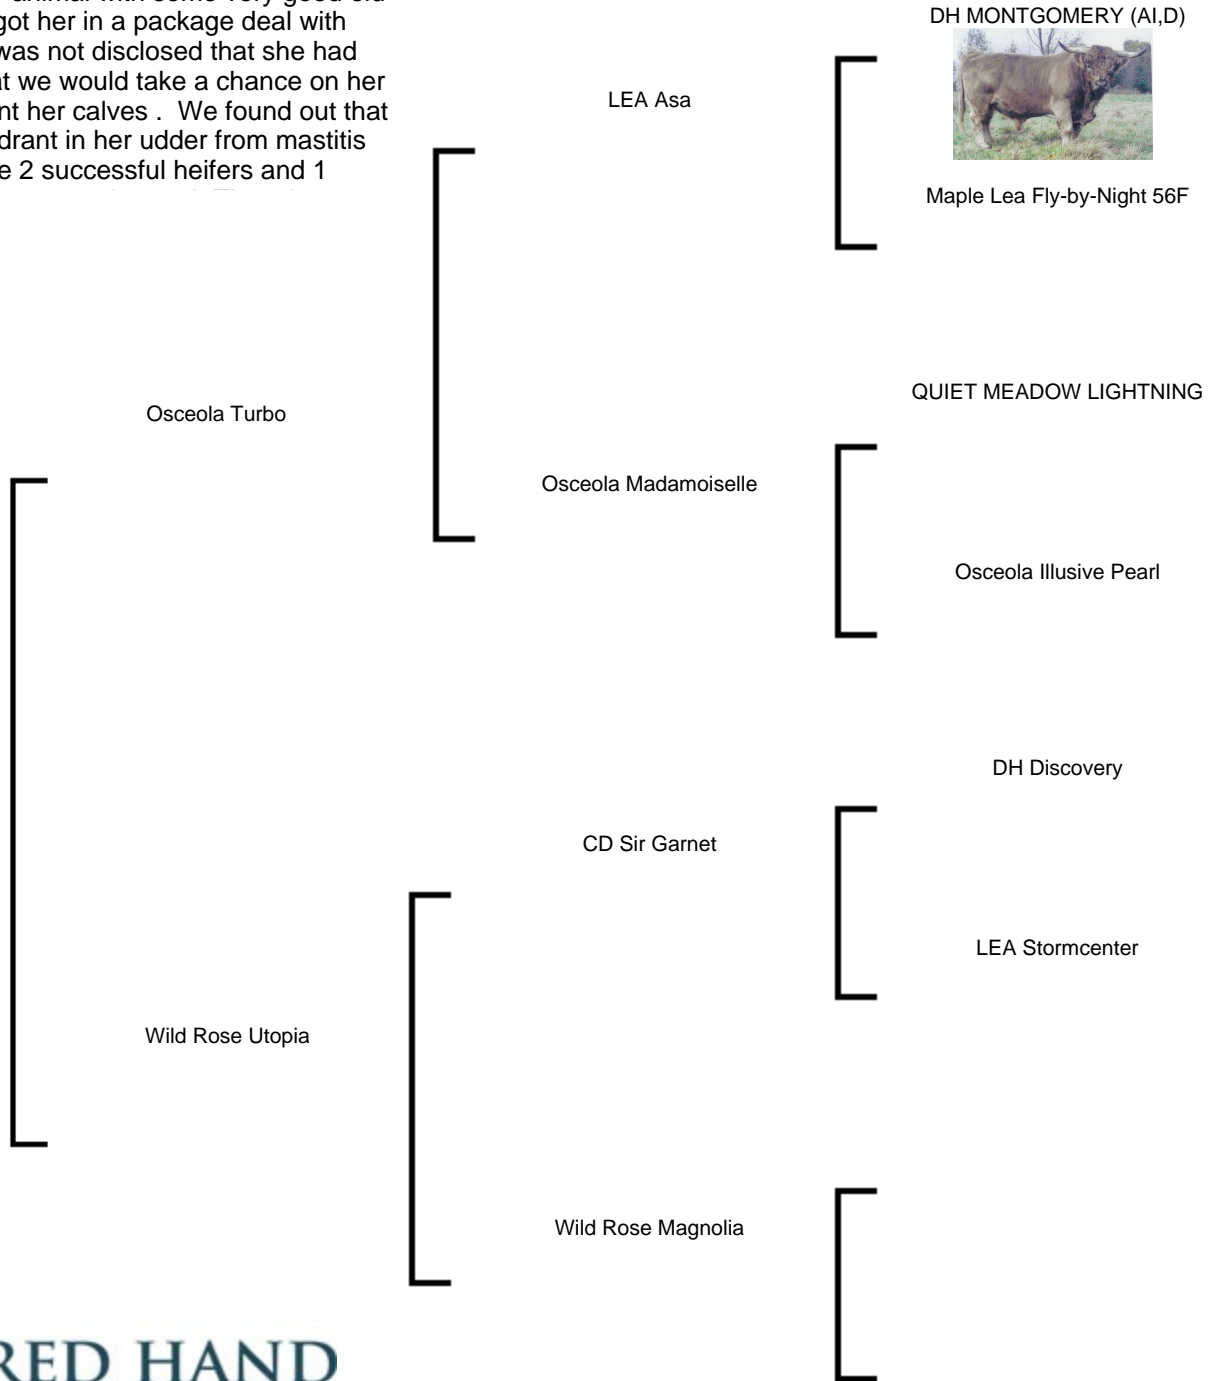 animal with some very good old
got her in a package deal with
was not disclosed that she had
at we would take a chance on her
nt her calves . We found out that
drant in her udder from mastitis
e 2 successful heifers and 1
DH MONTGOMERY (AI,D)
LEA Asa
Maple Lea Fly-by-Night 56F
QUIET MEADOW LIGHTNING
Osceola Turbo
Osceola Madamoiselle
Osceola Illusive Pearl
DH Discovery
CD Sir Garnet
LEA Stormcenter
Wild Rose Utopia
Wild Rose Magnolia
RED HAND